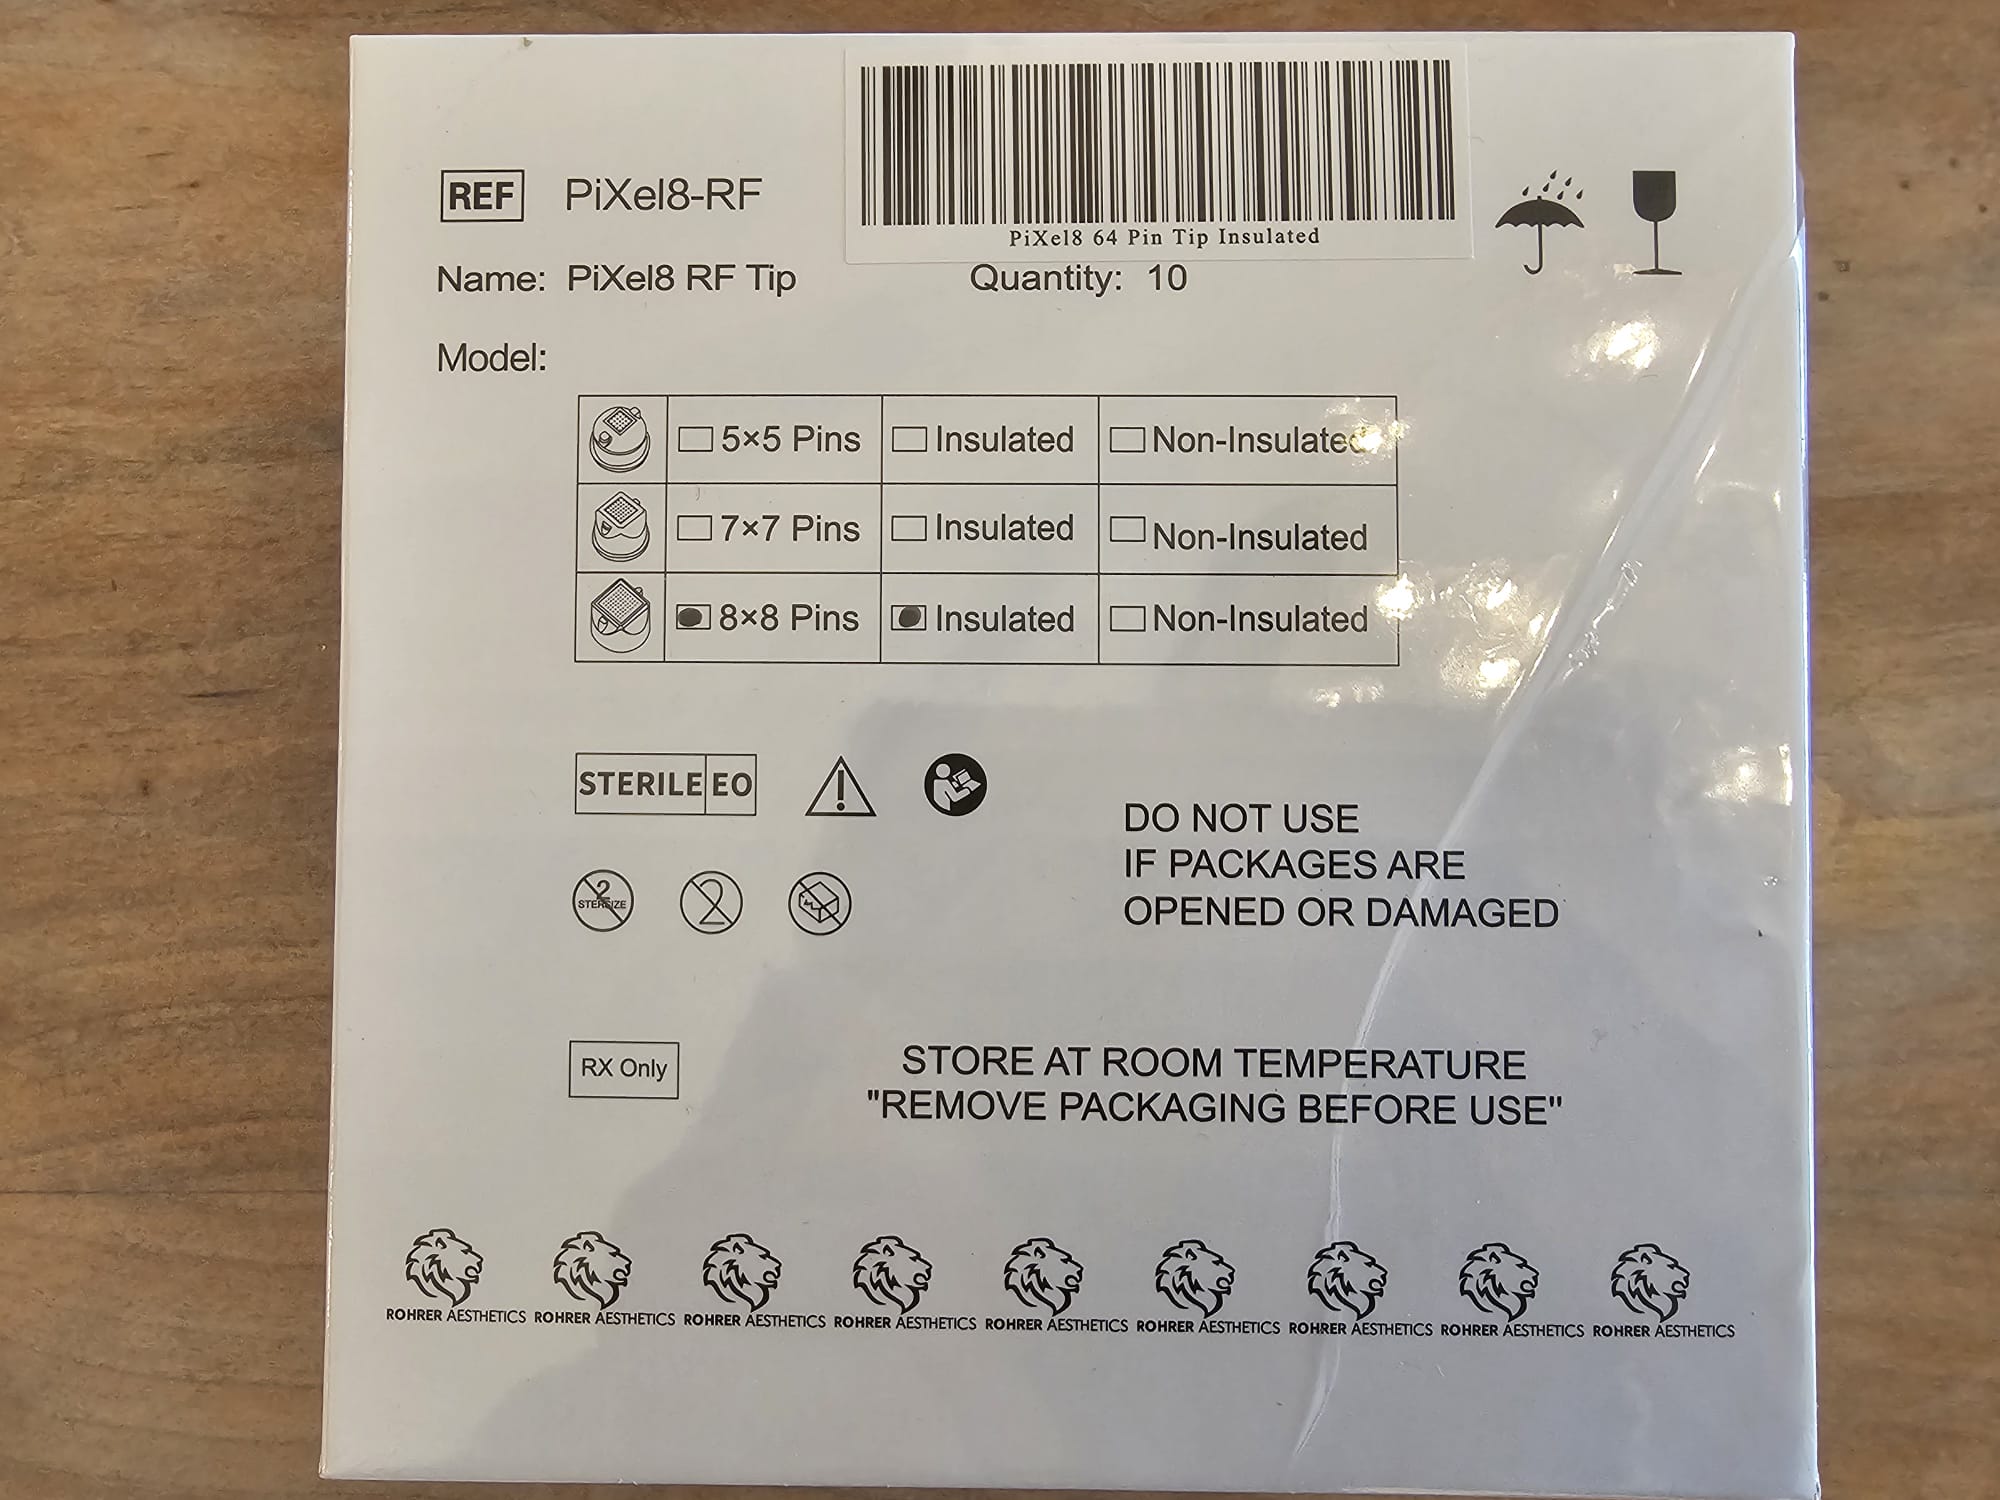 PiXel8 64 Pin Tip Insulated
REF PiXel8-RF
Name: PiXel8 RF Tip Quantity: 10
Model:
5×5 Pins Insulated Non-Insulated
7×7 Pins Insulated Non-Insulated
8×8 Pins Insulated Non-Insulated
STERILE EO
2
STERSIZE
2
DO NOT USE
IF PACKAGES ARE
OPENED OR DAMAGED
RX Only
STORE AT ROOM TEMPERATURE
"REMOVE PACKAGING BEFORE USE"
ROHRER AESTHETICS ROHRER AESTHETICS ROHRER AESTHETICS ROHRER AESTHETICS ROHRER AESTHETICS ROHRER AESTHETICS ROHRER AESTHETICS ROHRER AESTHETICS ROHRER AESTHETICS